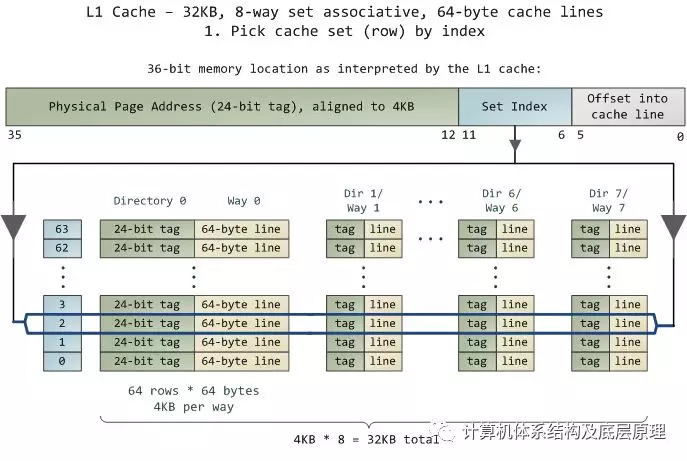 L1 Cache – 32KB, 8-way set associative, 64-byte cache lines
1. Pick cache set (row) by index
36-bit memory location as interpreted by the L1 cache:
Physical Page Address (24-bit tag), aligned to 4KB
Set Index
Offset into
cache line
35
12
11
6
5
0
Directory 0
Way 0
Dir 1/
Way 1
...
Dir 6/
Way 6
Dir 7/
Way 7
63
24-bit tag
64-byte line
tag
line
tag
line
tag
line
62
24-bit tag
64-byte line
tag
line
...
tag
line
tag
line
3
24-bit tag
64-byte line
tag
line
tag
line
tag
line
2
24-bit tag
64-byte line
tag
line
tag
line
tag
line
1
24-bit tag
64-byte line
tag
line
tag
line
tag
line
0
24-bit tag
64-byte line
tag
line
tag
line
tag
line
64 rows * 64 bytes
4KB per way
4KB * 8 = 32KB total
计算机体系结构及底层原理